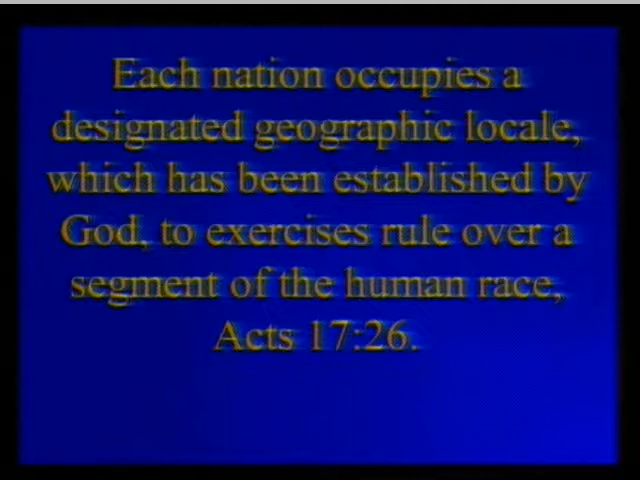 Each nation occupies a
designated geographic locale,
which has been established by
God, to exercises rule over a
segment of the human race,
Acts 17:26.